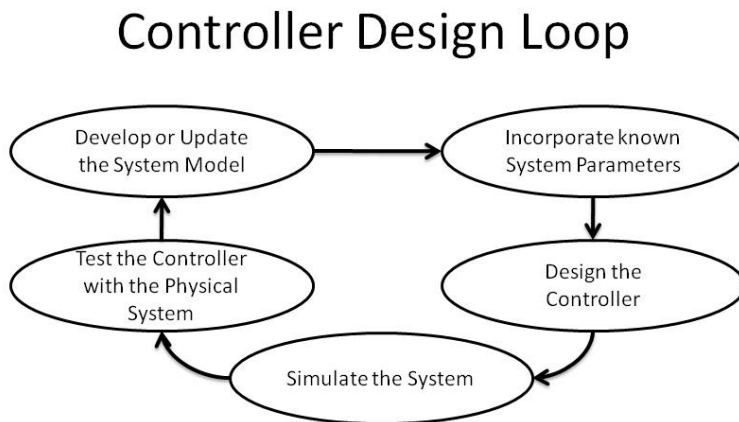 Controller Design Loop
Develop or Update
the System Model
Incorporate known
System Parameters
Design the
Controller
Simulate the System
Test the Controller
with the Physical
System